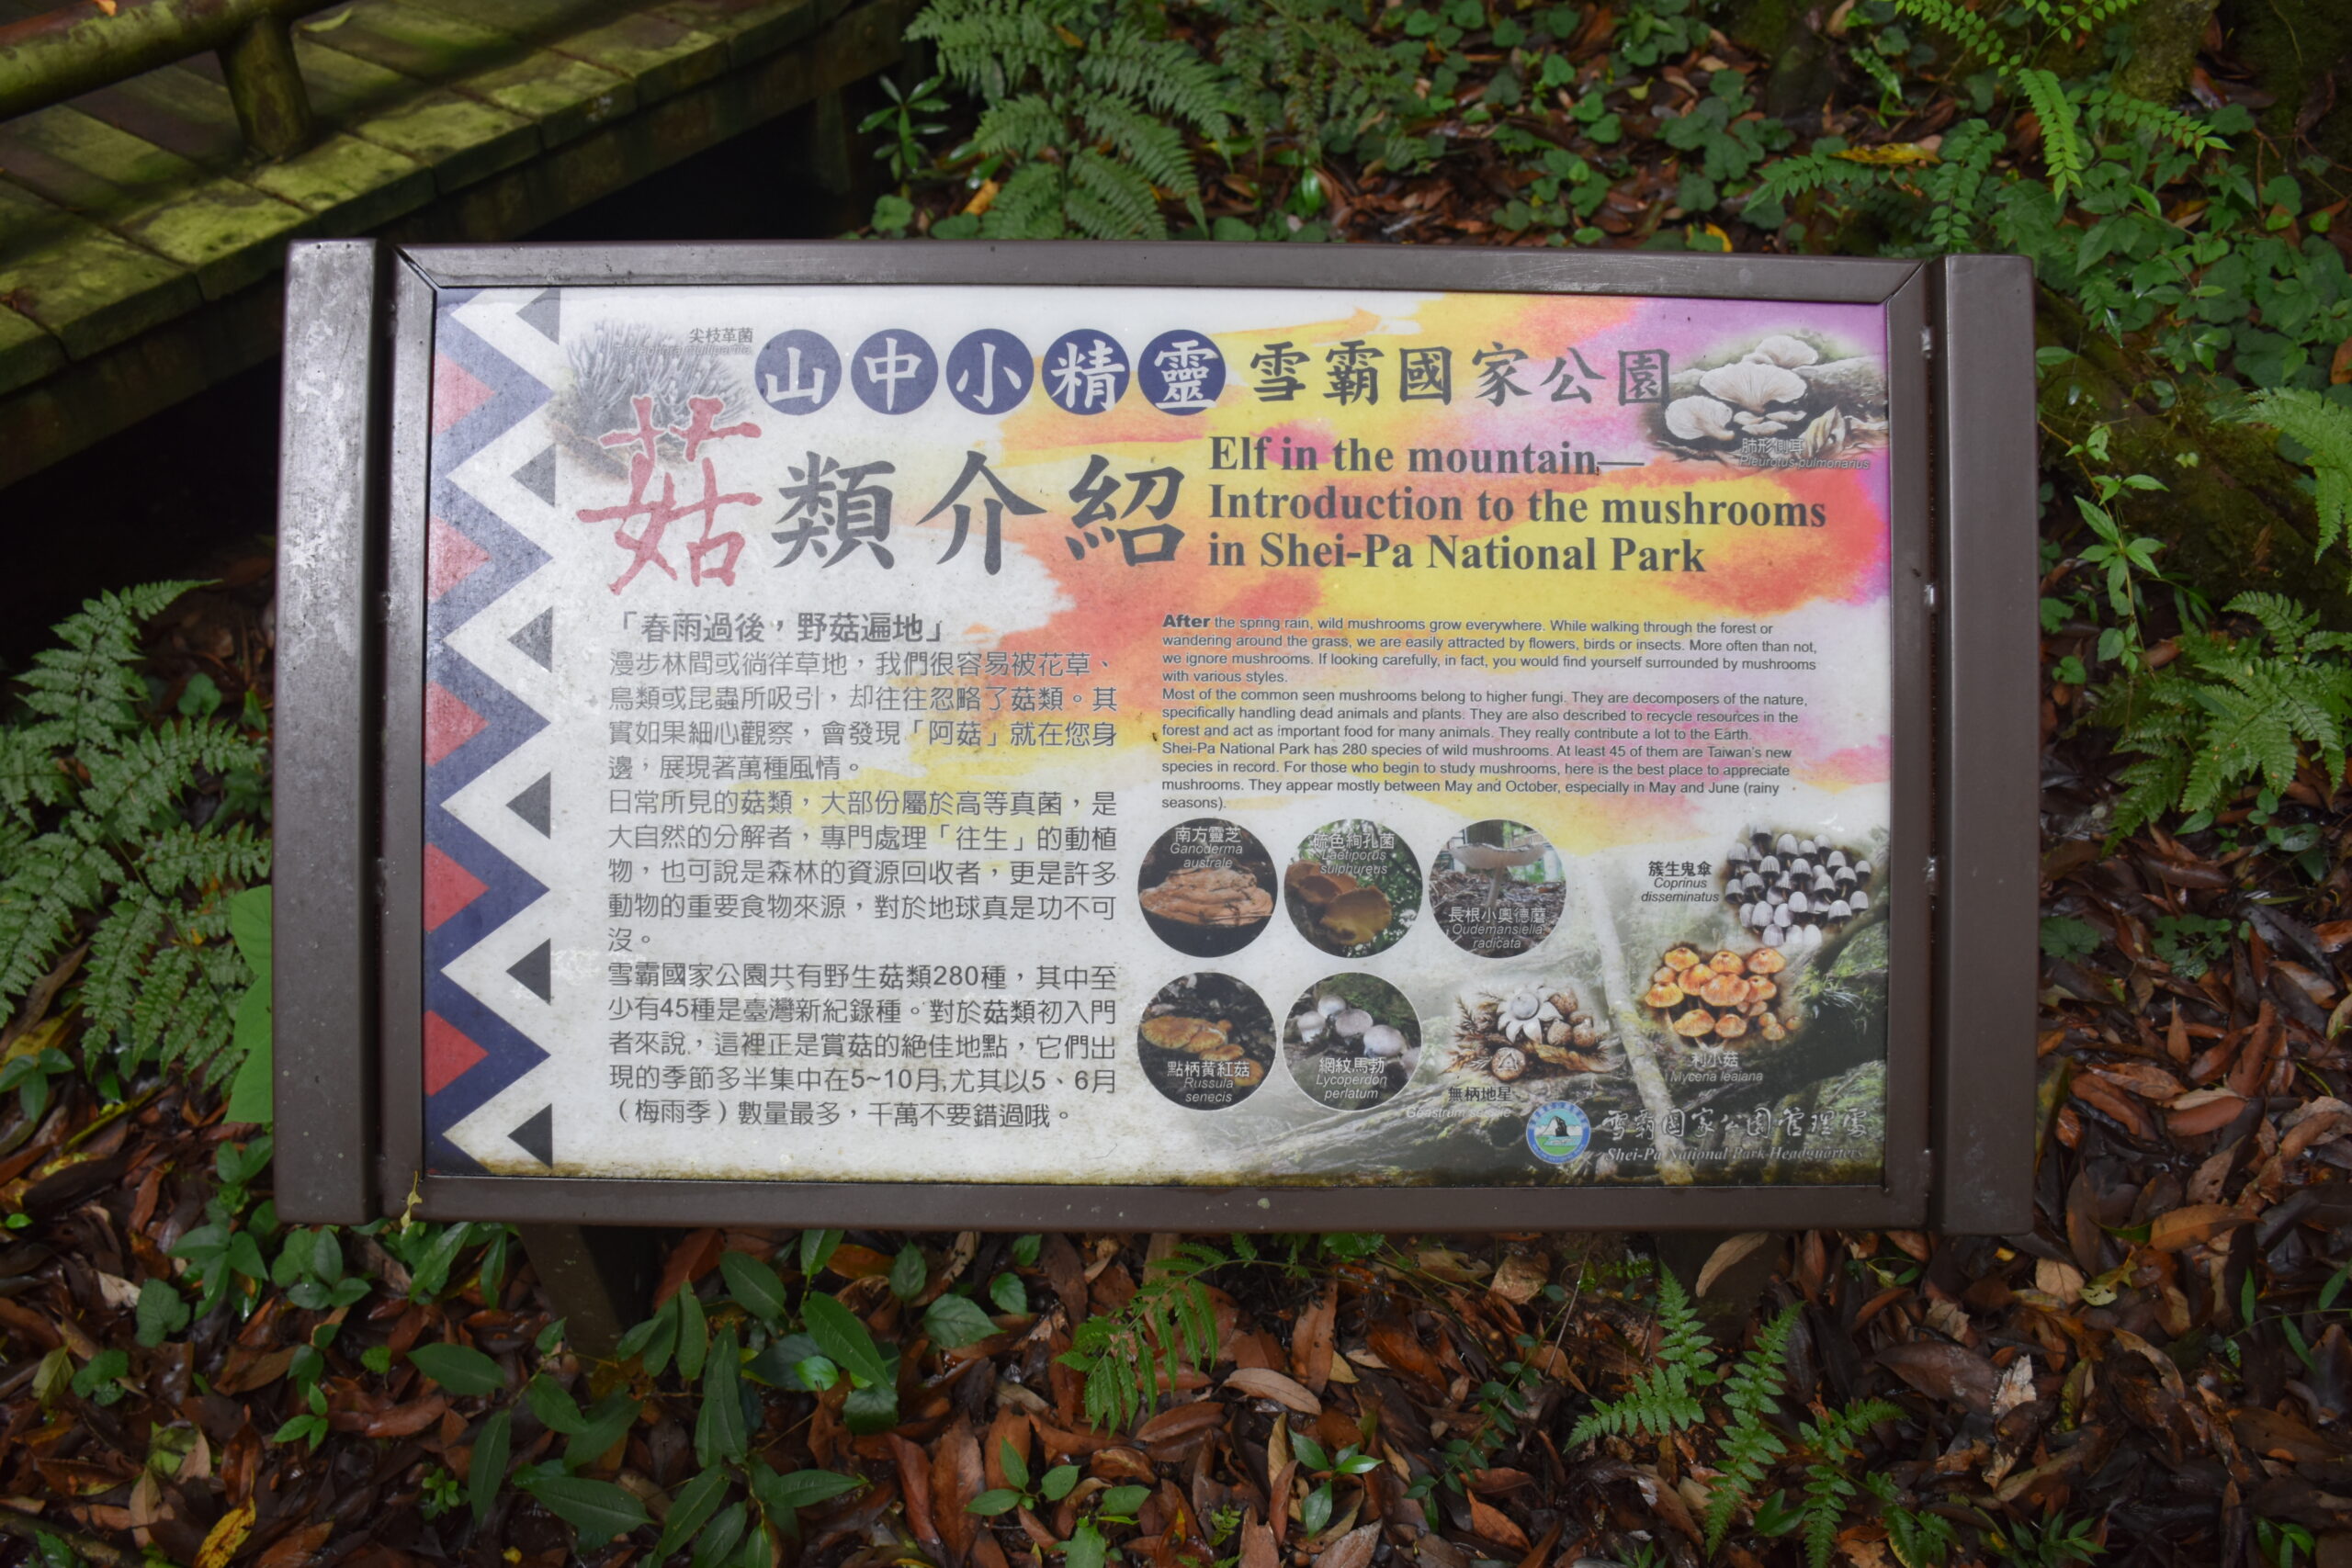 尖枝革菌
山中小精靈 雪霸國家公園
菇類介紹
Elf in the mountain—
Introduction to the mushrooms
in Shei-Pa National Park
肺形側耳
Pleurotus pulmonarius
「春雨過後，野菇遍地」
漫步林間或徜徉草地，我們很容易被花草、
鳥類或昆蟲所吸引，却往往忽略了菇類。其
實如果細心觀察，會發現「阿菇」就在您身
邊，展現著萬種風情。
日常所見的菇類，大部份屬於高等真菌，是
大自然的分解者，專門處理「往生」的動植
物，也可說是森林的資源回收者，更是許多
動物的重要食物來源，對於地球真是功不可
沒。
雪霸國家公園共有野生菇類280種，其中至
少有45種是臺灣新紀錄種。對於菇類初入門
者來說，這裡正是賞菇的絶佳地點，它們出
現的季節多半集中在5~10月,尤其以5、6月
（梅雨季）數量最多，千萬不要錯過哦。
After the spring rain, wild mushrooms grow everywhere. While walking through the forest or
wandering around the grass, we are easily attracted by flowers, birds or insects. More often than not,
we ignore mushrooms. If looking carefully, in fact, you would find yourself surrounded by mushrooms
with various styles.
Most of the common seen mushrooms belong to higher fungi. They are decomposers of the nature,
specifically handling dead animals and plants. They are also described to recycle resources in the
forest and act as important food for many animals. They really contribute a lot to the Earth.
Shei-Pa National Park has 280 species of wild mushrooms. At least 45 of them are Taiwan's new
species in record. For those who begin to study mushrooms, here is the best place to appreciate
mushrooms. They appear mostly between May and October, especially in May and June (rainy
seasons).
南方靈芝
Ganoderma
australe
硫色絢孔菌
Laetiporus
sulphureus
長根小奧德蘑
Oudemansiella
radicata
簇生鬼傘
Coprinus
disseminatus
點柄黃紅菇
Russula
senecis
網紋馬勃
Lycoperdon
perlatum
無柄地星
Geastrum sessile
利小菇
Mycena leaiana
雪霸國家公園管理處
Shei-Pa National Park Headquarters